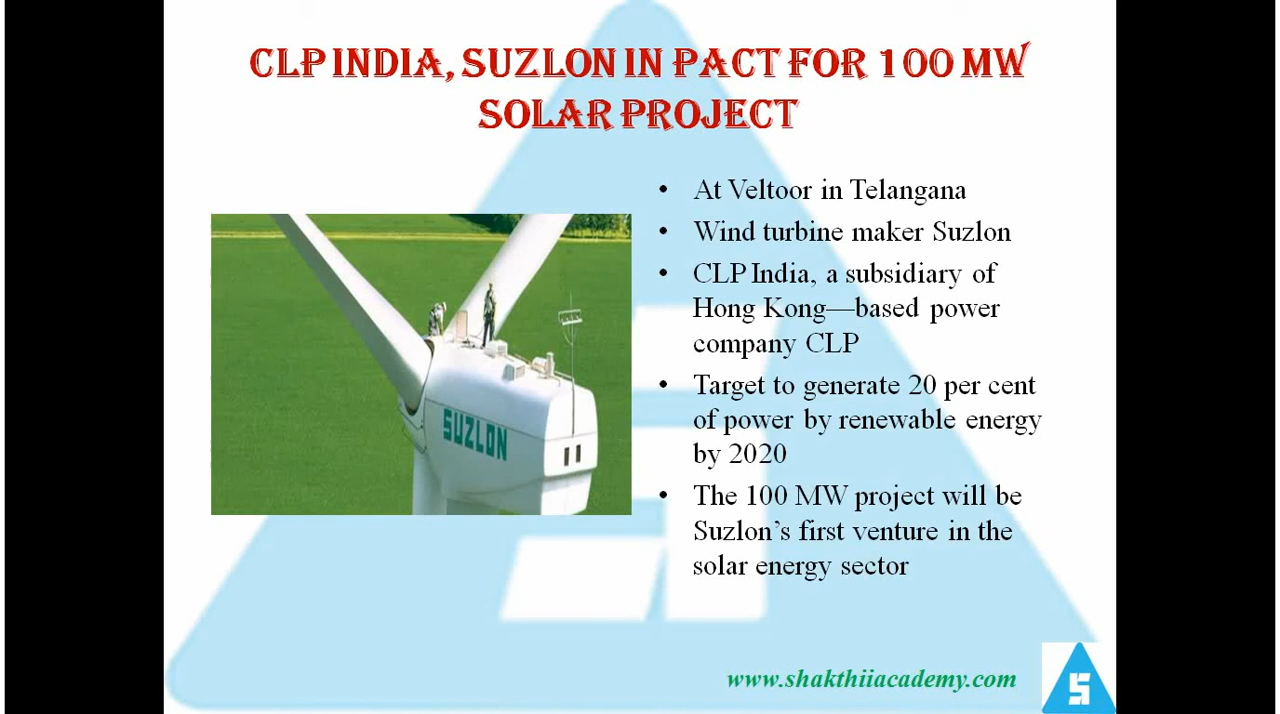 CLP INDIA, SUZLON IN PACT FOR 100 MW
SOLAR PROJECT
• At Veltoor in Telangana
• Wind turbine maker Suzlon
• CLP India, a subsidiary of
Hong Kong—based power
company CLP
• Target to generate 20 per cent
of power by renewable energy
by 2020
• The 100 MW project will be
Suzlon’s first venture in the
solar energy sector
SUZLON
www.shakthiiacademy.com
S